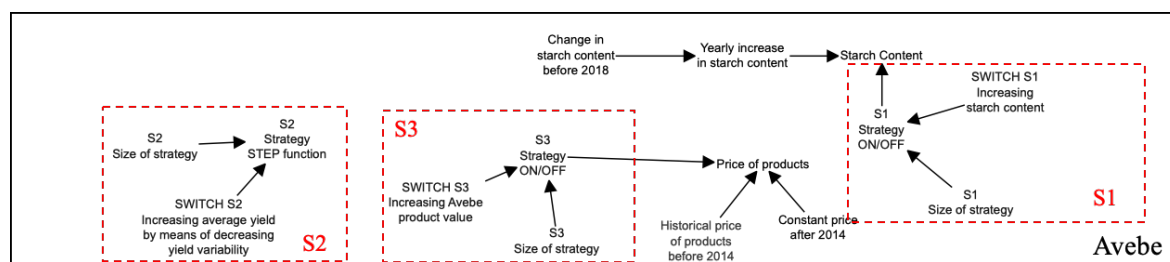 Change in
starch content
before 2018
Yearly increase
in starch content
Starch Content
S2
Size of strategy
S2
Strategy
STEP function
SWITCH S2
Increasing average yield
by means of decreasing
yield variability
S2
S3
S3
Strategy
ON/OFF
SWITCH S3
Increasing Avebe
product value
S3
Size of strategy
Price of products
Historical price
of products
before 2014
Constant price
after 2014
SWITCH S1
Increasing
starch content
S1
Strategy
ON/OFF
S1
Size of strategy
S1
Avebe